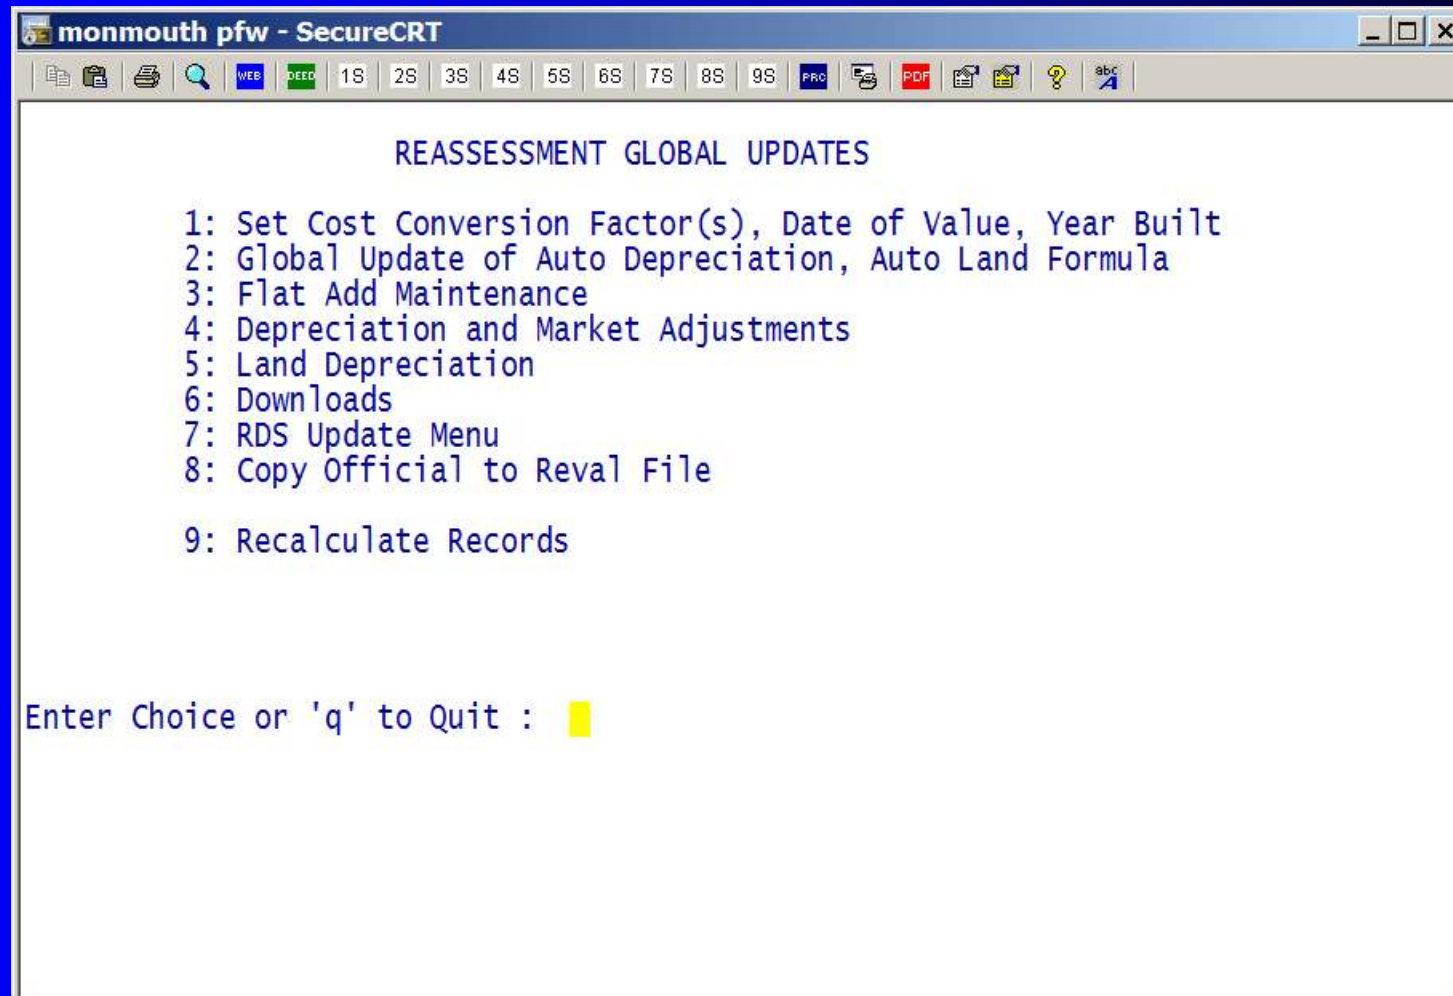 monmouth pfw - SecureCRT
WEB DEED 1S 2S 3S 4S 5S 6S 7S 8S 9S PRC PDF abc
REASSESSMENT GLOBAL UPDATES
1: Set Cost Conversion Factor(s), Date of Value, Year Built
2: Global Update of Auto Depreciation, Auto Land Formula
3: Flat Add Maintenance
4: Depreciation and Market Adjustments
5: Land Depreciation
6: Downloads
7: RDS Update Menu
8: Copy Official to Reval File
9: Recalculate Records
Enter Choice or 'q' to Quit :